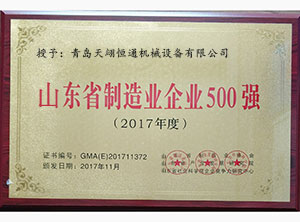 授予：青岛天翊恒通机械设备有限公司
山东省制造业企业500强
（2017年度）
证书编号：GMA(E)201711372
颁发日期：2017年11月